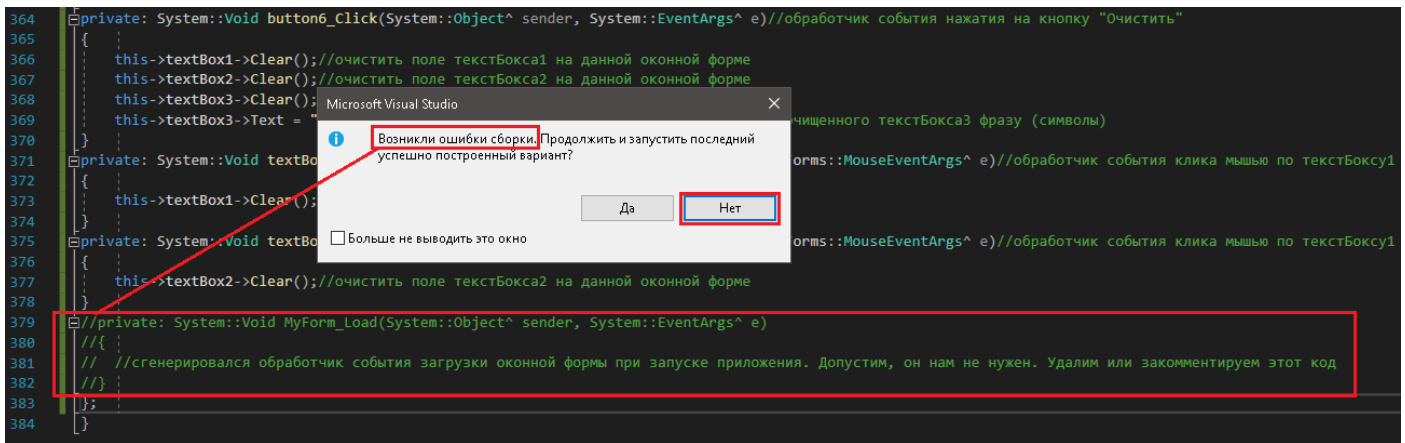 364 private: System::Void button6_Click(System::Object^ sender, System::EventArgs^ e)//обработчик события нажатия на кнопку "Очистить"
365 {
366 this->textBox1->Clear();//очистить поле текстБокса1 на данной оконной форме
367 this->textBox2->Clear();//очистить поле текстБокса2 на данной оконной форме
368 this->textBox3->Clear();
369 this->textBox3->Text = " чищенного текстБокса3 фразу (символы)
370 }
371 private: System::Void textBo orms::MouseEventArgs^ e)//обработчик события клика мышью по текстБоксу1
372 {
373 this->textBox1->Clear();
374 }
375 private: System::Void textBo orms::MouseEventArgs^ e)//обработчик события клика мышью по текстБоксу1
376 {
377 this->textBox2->Clear();//очистить поле текстБокса2 на данной оконной форме
378 }
379 //private: System::Void MyForm_Load(System::Object^ sender, System::EventArgs^ e)
380 //{
381 // //сгенерировался обработчик события загрузки оконной формы при запуске приложения. Допустим, он нам не нужен. Удалим или закомментируем этот код
382 //}
383 };
384 }
Microsoft Visual Studio
Возникли ошибки сборки. Продолжить и запустить последний
успешно построенный вариант?
Да
Нет
Больше не выводить это окно